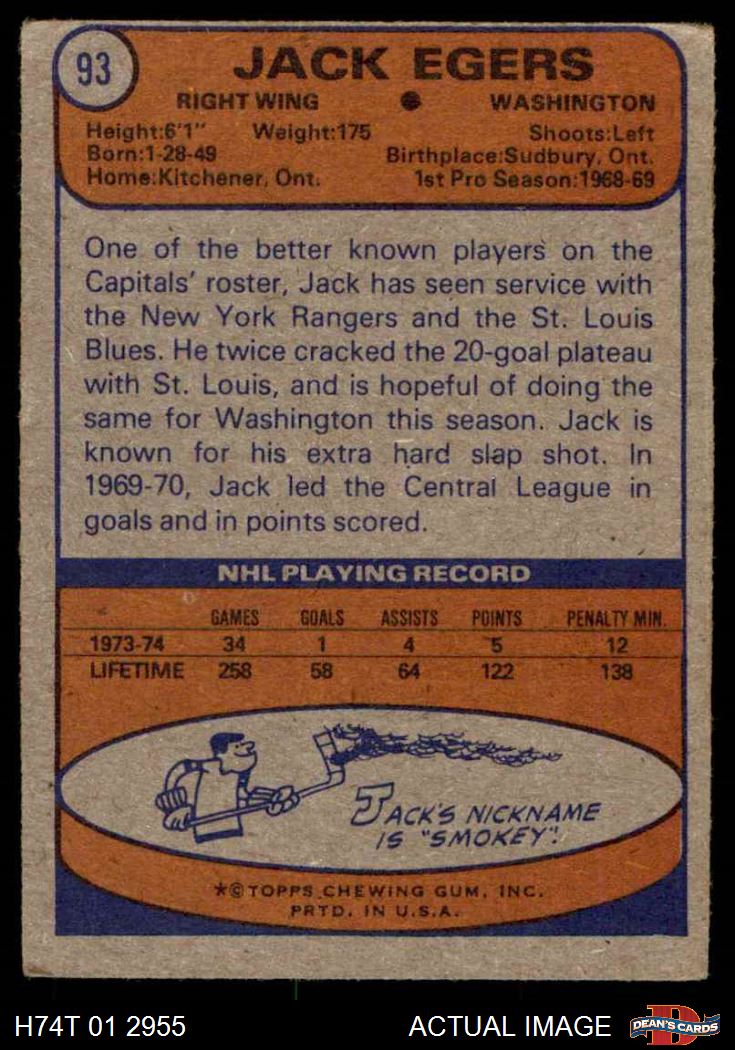 93
JACK EGERS
RIGHT WING ● WASHINGTON
Height:6'1" Weight:175 Shoots:Left
Born:1-28-49 Birthplace:Sudbury, Ont.
Home:Kitchener, Ont. 1st Pro Season:1968-69
One of the better known players on the
Capitals' roster, Jack has seen service with
the New York Rangers and the St. Louis
Blues. He twice cracked the 20-goal plateau
with St. Louis, and is hopeful of doing the
same for Washington this season. Jack is
known for his extra hard slap shot. In
1969-70, Jack led the Central League in
goals and in points scored.
NHL PLAYING RECORD
GAMES GOALS ASSISTS POINTS PENALTY MIN.
1973-74 34 1 4 5 12
LIFETIME 258 58 64 122 138
JACK'S NICKNAME
IS "SMOKEY".
*© TOPPS CHEWING GUM, INC.
PRTD. IN U.S.A.
H74T 01 2955 ACTUAL IMAGE D DEAN'S CARDS